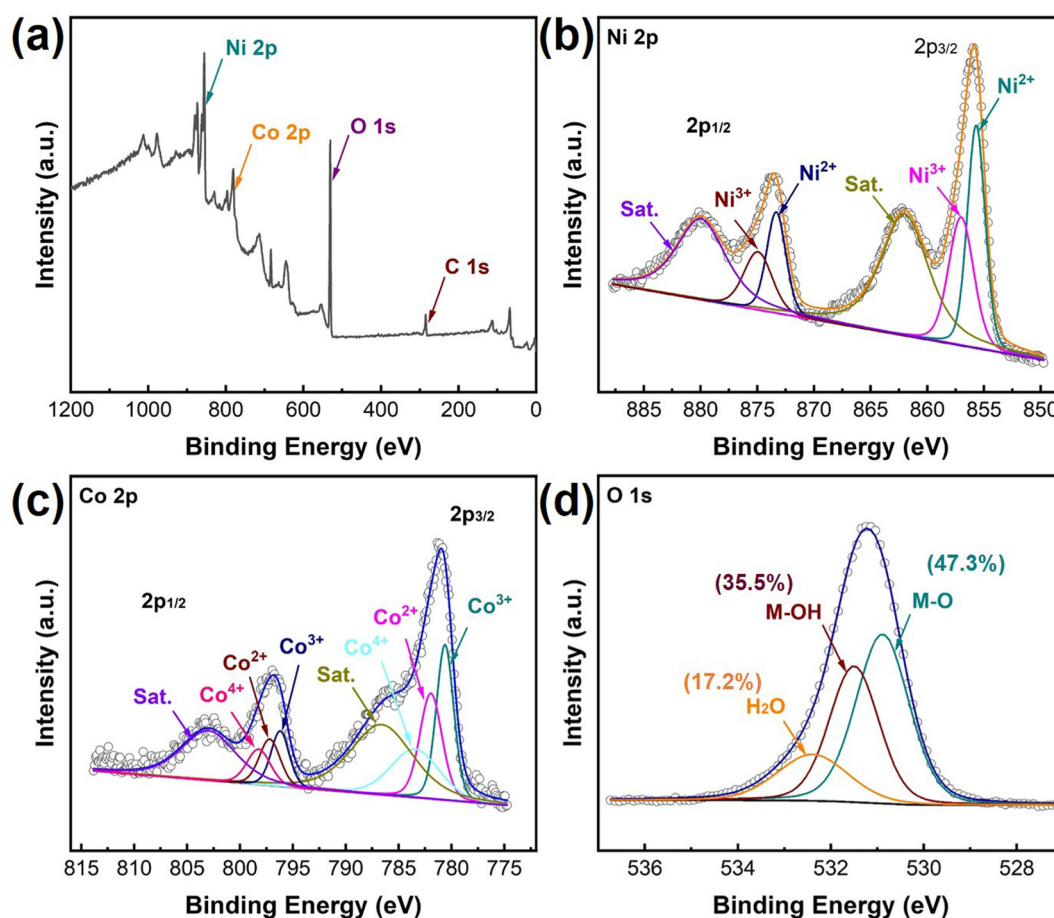 (a)
Ni 2p
Co 2p
O 1s
C 1s
Intensity (a.u.)
1200 1000 800 600 400 200 0
Binding Energy (eV)
(b)
Ni 2p
2p3/2
Ni2+
2p1/2
Ni3+
Ni2+
Sat.
Sat.
Ni3+
Intensity (a.u.)
885 880 875 870 865 860 855 850
Binding Energy (eV)
(c)
Co 2p
2p3/2
2p1/2
Co3+
Co2+
Co4+
Sat.
Co3+
Co2+
Co4+
Sat.
Intensity (a.u.)
815 810 805 800 795 790 785 780 775
Binding Energy (eV)
(d)
O 1s
(47.3%)
M-O
(35.5%)
M-OH
(17.2%)
H2O
Intensity (a.u.)
536 534 532 530 528
Binding Energy (eV)